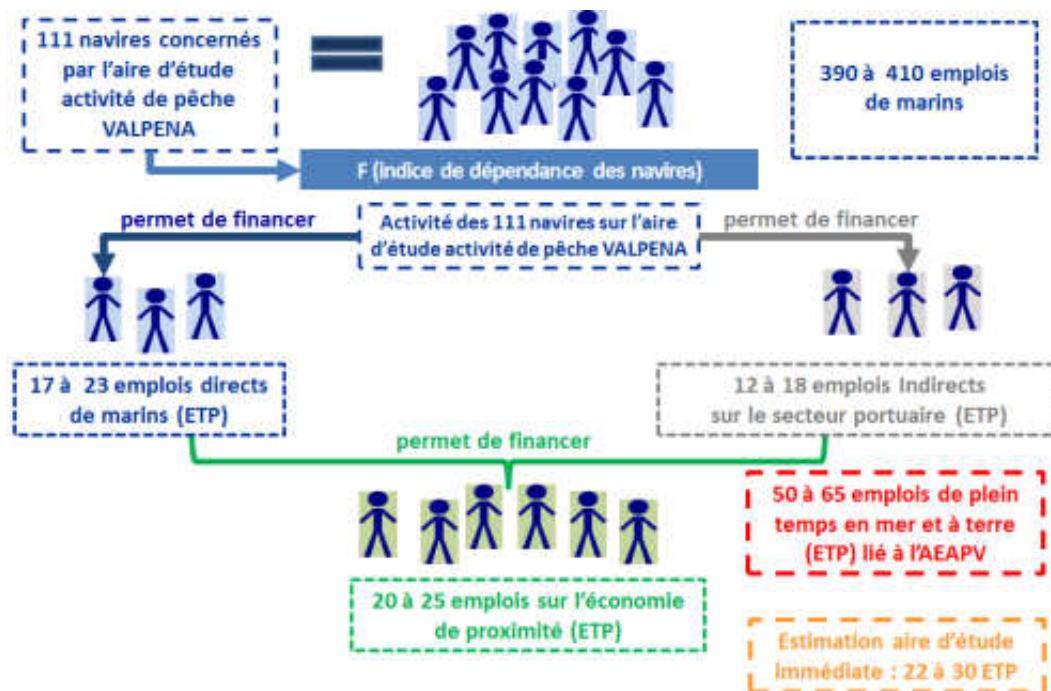 111 navires concernés
par l'aire d'étude
activité de pêche
VALPENA
390 à 410 emplois
de marins
F (indice de dépendance des navires)
permet de financer
Activité des 111 navires sur l'aire
d'étude activité de pêche VALPENA
permet de financer
17 à 23 emplois directs
de marins (ETP)
12 à 18 emplois Indirects
sur le secteur portuaire (ETP)
permet de financer
50 à 65 emplois de plein
temps en mer et à terre
(ETP) lié à l'AEAPV
20 à 25 emplois sur l'économie
de proximité (ETP)
Estimation aire d'étude
immédiate : 22 à 30 ETP